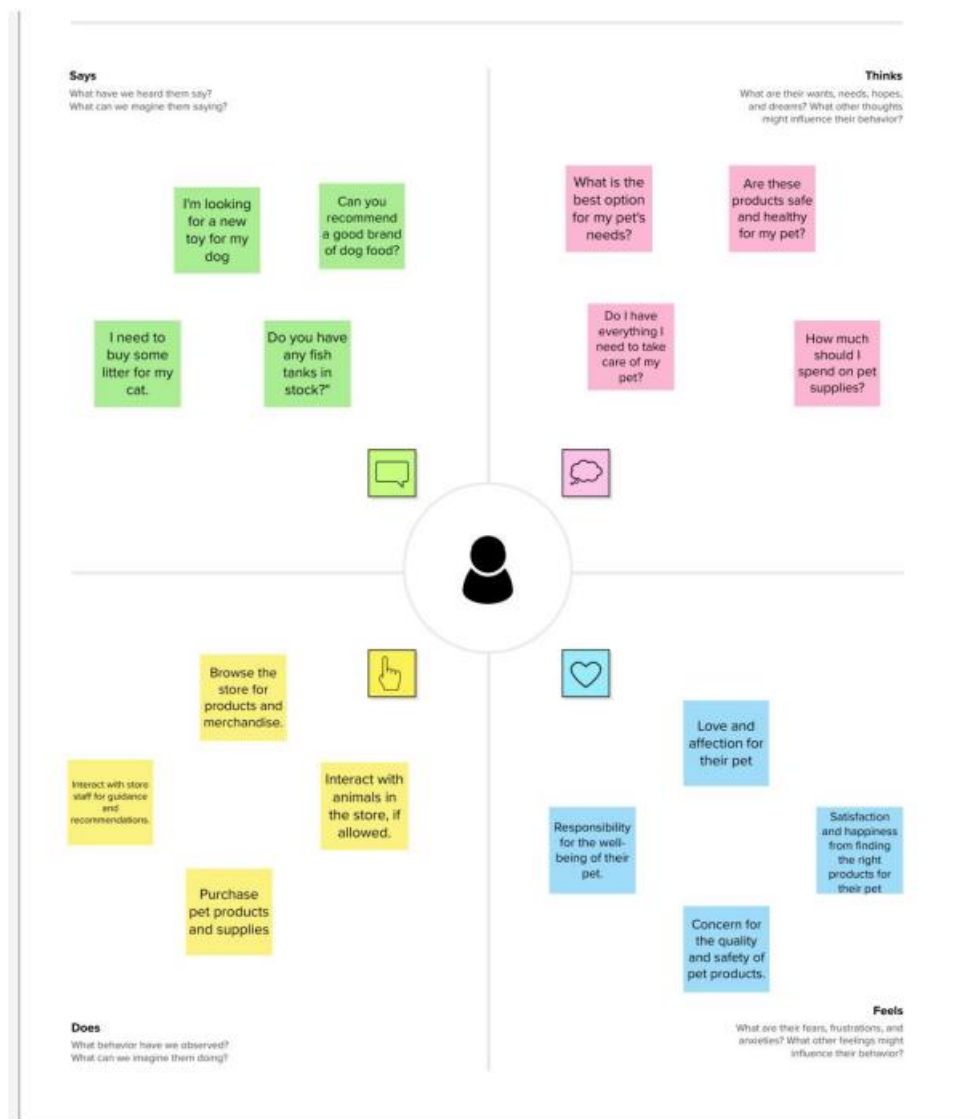 Says
What have we heard them say?
What can we magine them saying?
Thinks
What are their wants, needs, hopes,
and dreams? What other thoughts
might influence their behavior?
I'm looking
for a new
toy for my
dog
Can you
recommend
a good brand
of dog food?
What is the
best option
for my pet's
needs?
Are these
products safe
and healthy
for my pet?
I need to
buy some
litter for my
cat.
Do you have
any fish
tanks in
stock?"
Do I have
everything I
need to take
care of my
pet?
How much
should I
spend on pet
supplies?
Browse the
store for
products and
merchandise.
Interact with store
staff for guidance
and
recommendations.
Interact with
animals in
the store, if
allowed.
Purchase
pet products
and supplies
Love and
affection for
their pet
Responsibility
for the well-
being of their
pet.
Satisfaction
and happiness
from finding
the right
products for
their pet
Concern for
the quality
and safety of
pet products.
Does
What behavior have we observed?
What can we imagine them doing?
Feels
What are their fears, frustrations, and
anxieties? What other feelings might
influence their behavior?